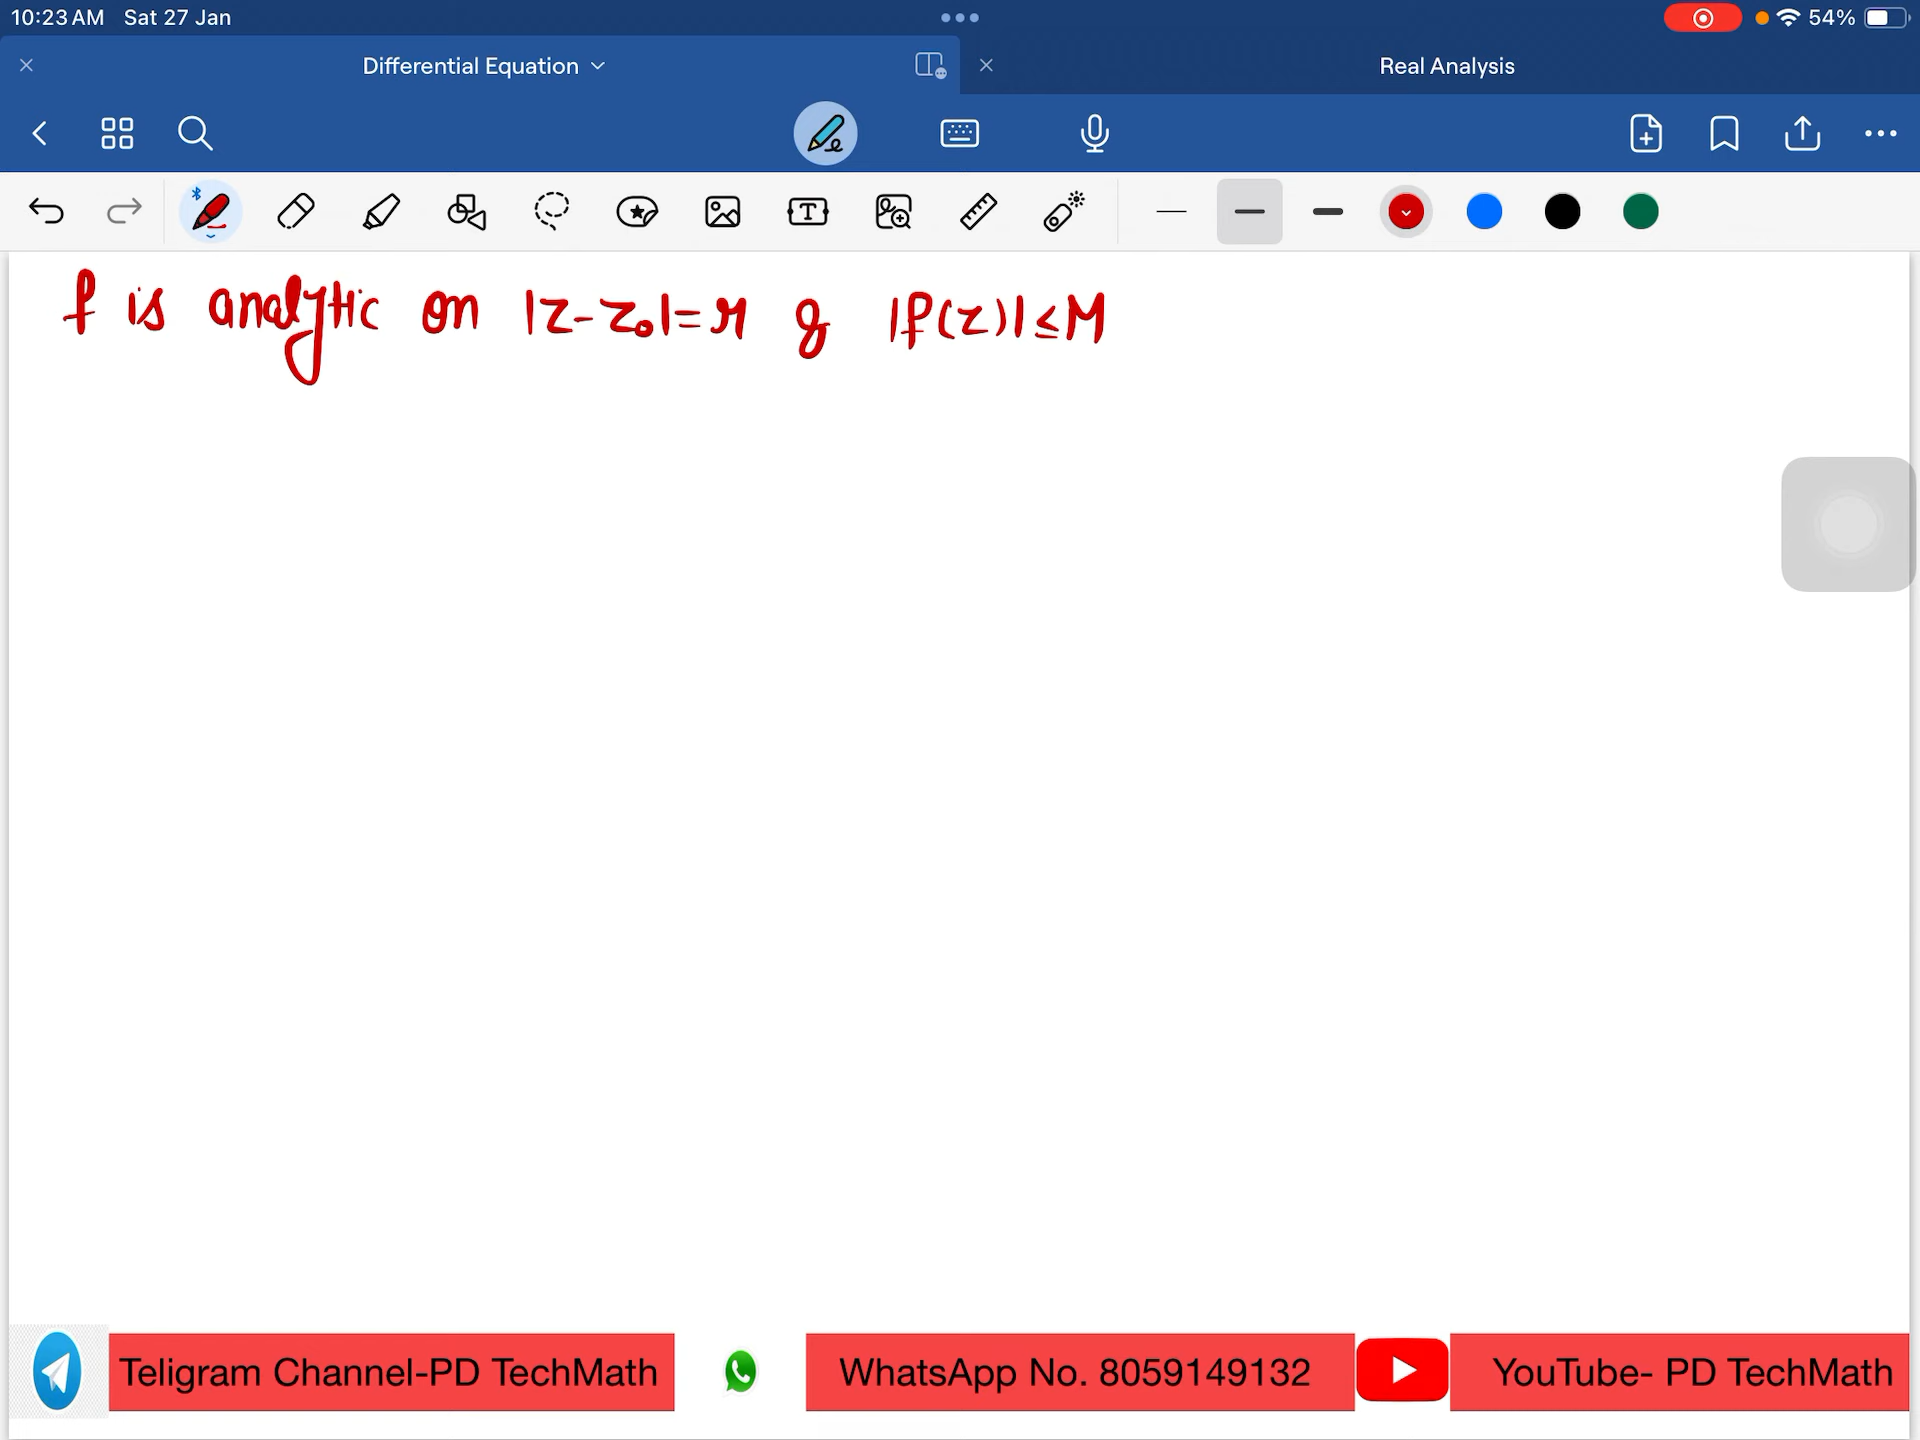 10:23 AM Sat 27 Jan
54%
Differential Equation
Real Analysis
f is analytic on |z-z₀|=r & |f(z)|≤M
Teligram Channel-PD TechMath
WhatsApp No. 8059149132
YouTube- PD TechMath